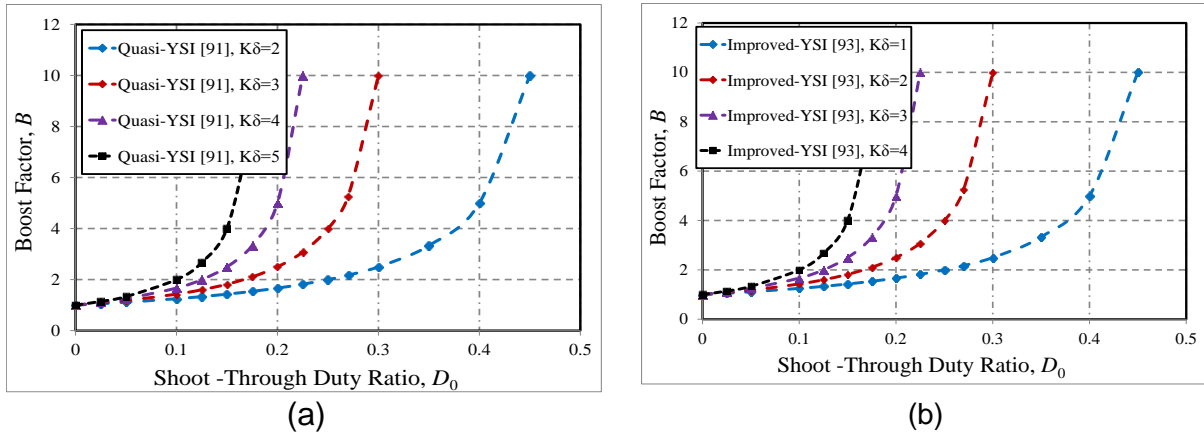 12
10
8
6
4
2
0
Boost Factor, B
Quasi-YSI [91], Kδ=2
Quasi-YSI [91], Kδ=3
Quasi-YSI [91], Kδ=4
Quasi-YSI [91], Kδ=5
0 0.1 0.2 0.3 0.4 0.5
Shoot -Through Duty Ratio, D0
(a)
12
10
8
6
4
2
0
Boost Factor, B
Improved-YSI [93], Kδ=1
Improved-YSI [93], Kδ=2
Improved-YSI [93], Kδ=3
Improved-YSI [93], Kδ=4
0 0.1 0.2 0.3 0.4 0.5
Shoot -Through Duty Ratio, D0
(b)